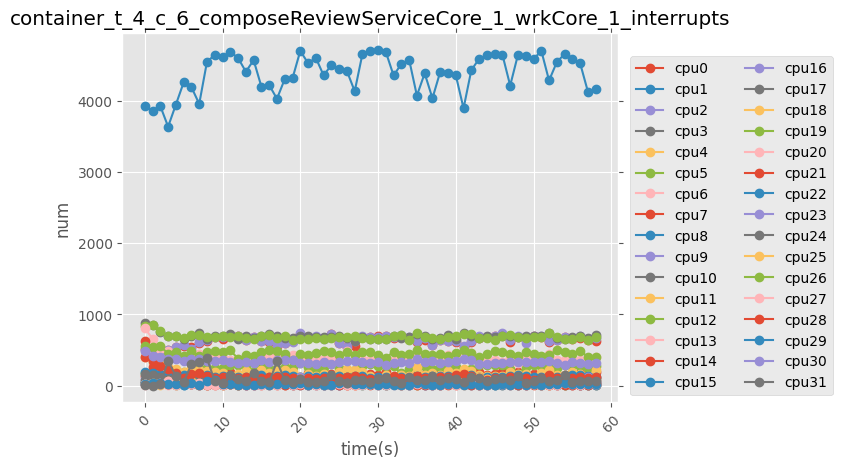 container_t_4_c_6_composeReviewServiceCore_1_wrkCore_1_interrupts
num
4000
3000
2000
1000
0
0
10
20
30
40
50
60
time(s)
cpu0
cpu1
cpu2
cpu3
cpu4
cpu5
cpu6
cpu7
cpu8
cpu9
cpu10
cpu11
cpu12
cpu13
cpu14
cpu15
cpu16
cpu17
cpu18
cpu19
cpu20
cpu21
cpu22
cpu23
cpu24
cpu25
cpu26
cpu27
cpu28
cpu29
cpu30
cpu31